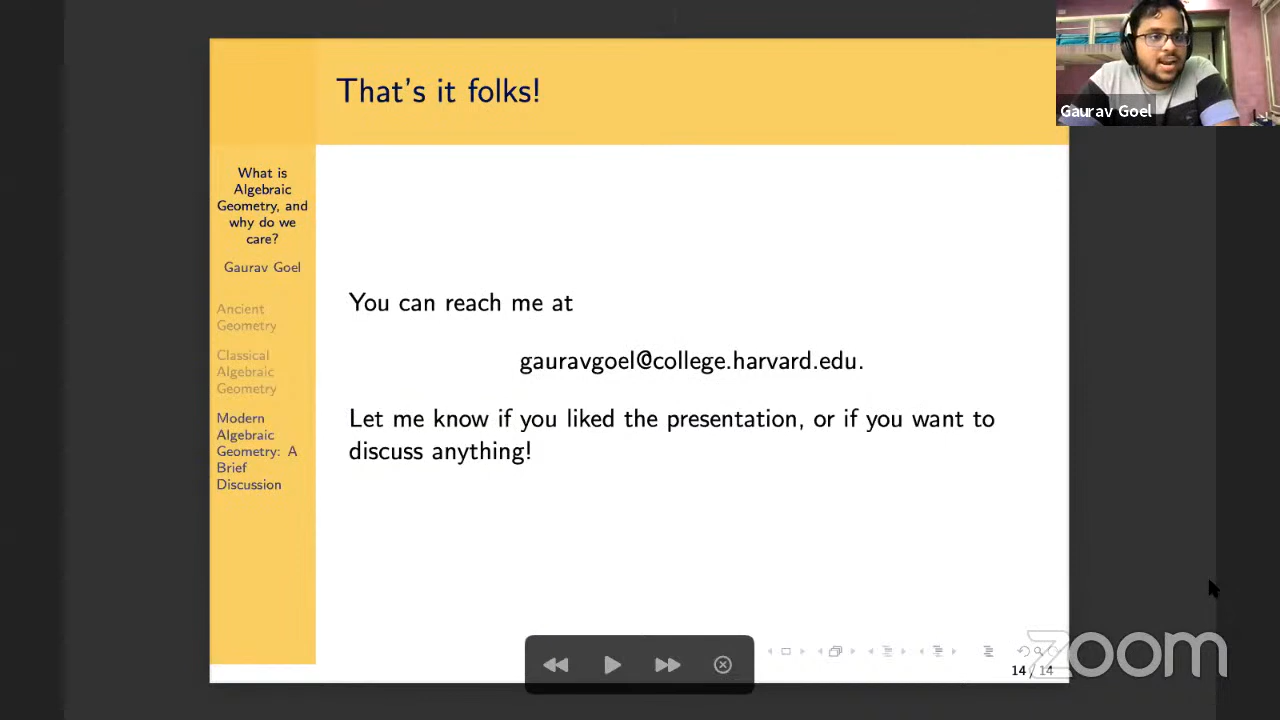 That's it folks!
Gaurav Goel
What is
Algebraic
Geometry, and
why do we
care?
Gaurav Goel
Ancient
Geometry
Classical
Algebraic
Geometry
Modern
Algebraic
Geometry: A
Brief
Discussion
You can reach me at
gauravgoel@college.harvard.edu.
Let me know if you liked the presentation, or if you want to
discuss anything!
14 / 14
zoom